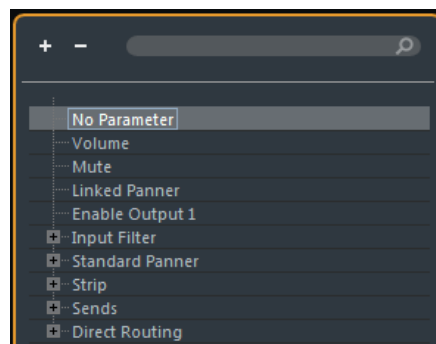 No Parameter
Volume
Mute
Linked Panner
Enable Output 1
Input Filter
Standard Panner
Strip
Sends
Direct Routing